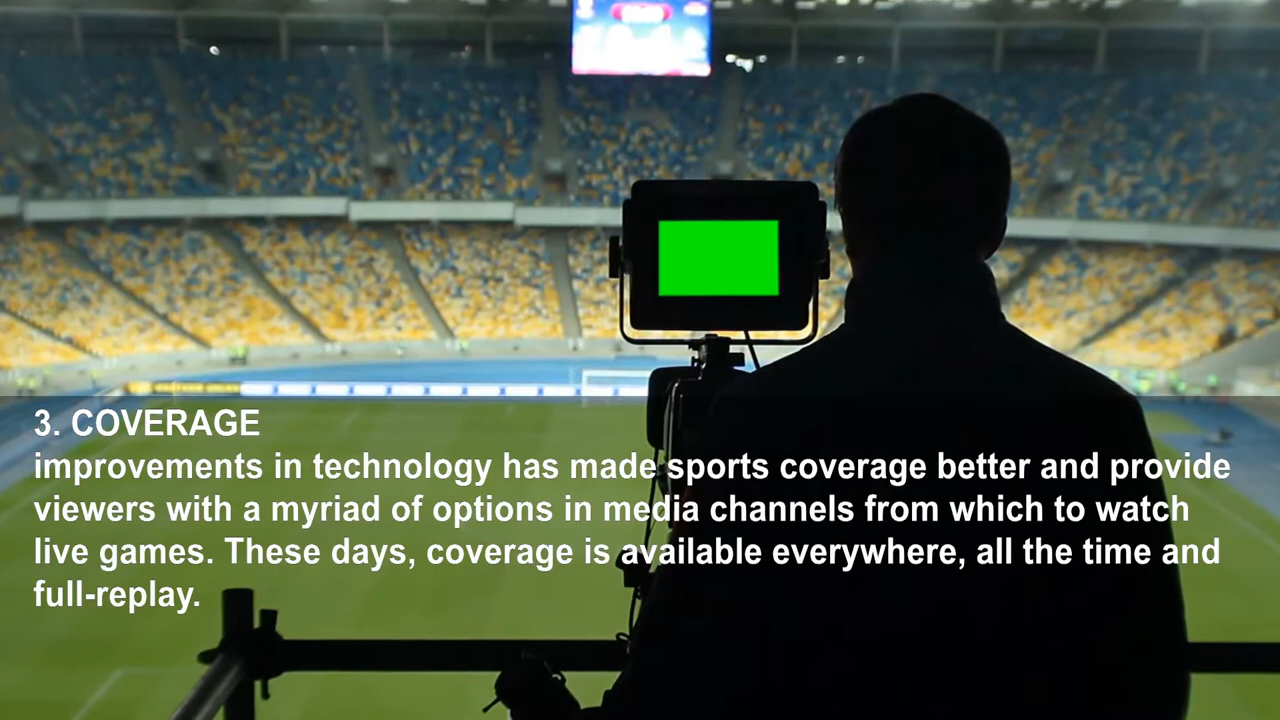 3. COVERAGE
improvements in technology has made sports coverage better and provide
viewers with a myriad of options in media channels from which to watch
live games. These days, coverage is available everywhere, all the time and
full-replay.